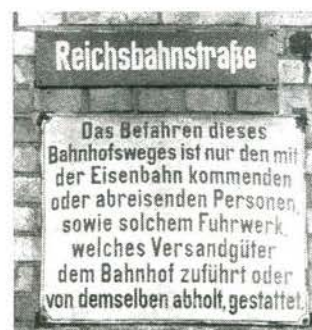 Reichsbahnstraße
Das Befahren dieses
Bahnhofsweges ist nur den mit
der Eisenbahn kommenden
oder abreisenden Personen,
sowie solchem Fuhrwerk,
welches Versandgüter
dem Bahnhof zuführt oder
von demselben abholt, gestattet.